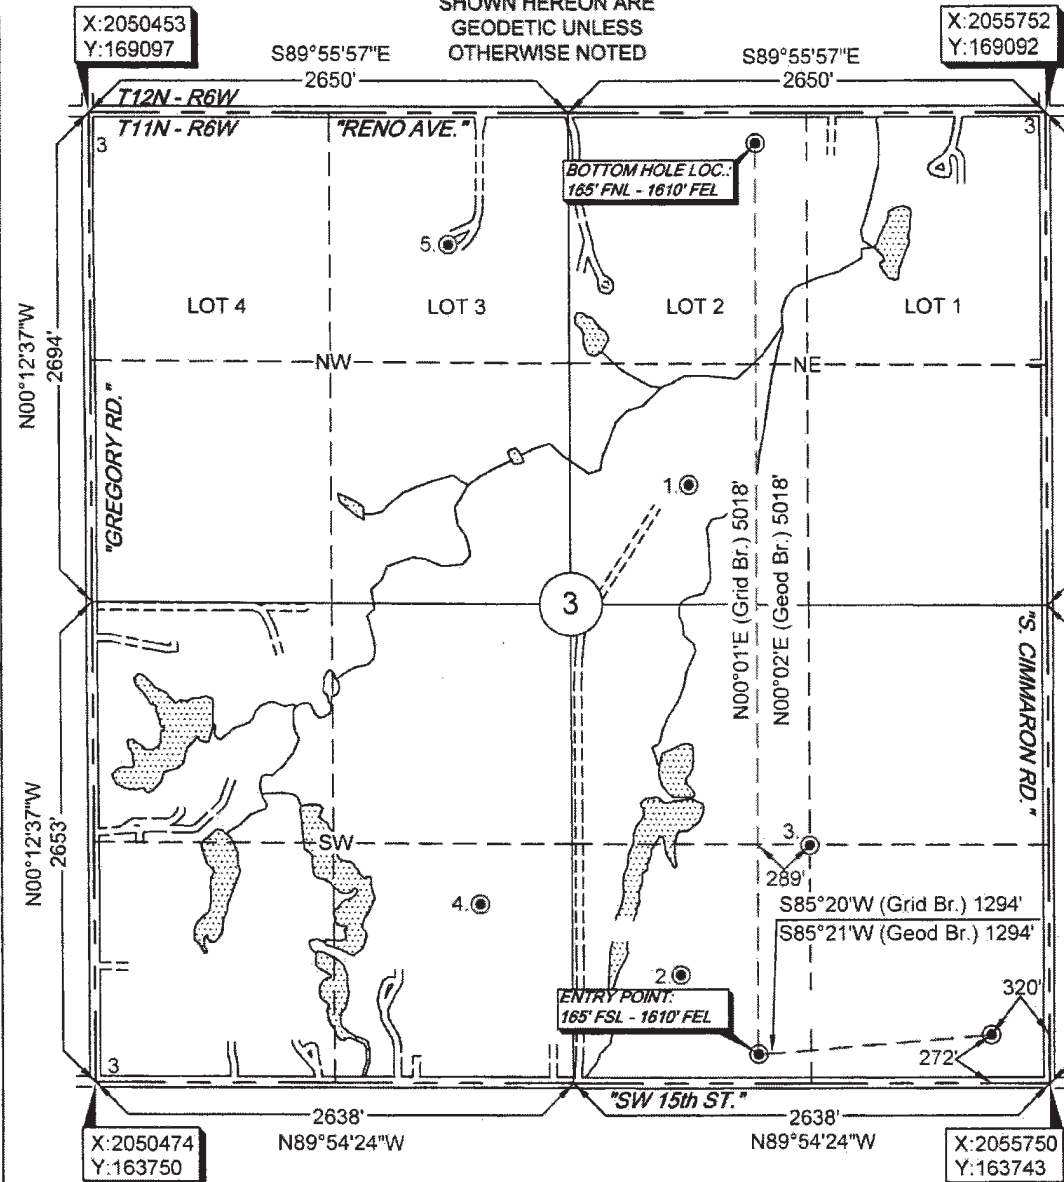 SHOWN HEREON ARE
GEODETIC UNLESS
OTHERWISE NOTED
X:2050453
Y:169097
X:2055752
Y:169092
S89°55'57"E
2650'
S89°55'57"E
2650'
T12N - R6W
T11N - R6W
"RENO AVE."
3
3
BOTTOM HOLE LOC.:
165' FNL - 1610' FEL
5.
LOT 4
LOT 3
LOT 2
LOT 1
N00°12'37"W
2694'
NW
NE
"GREGORY RD."
1.
N00°01'E (Grid Br.) 5018'
N00°02'E (Geod Br.) 5018'
3
"S. CIMMARON RD."
N00°12'37"W
2653'
SW
3.
289'
4.
S85°20'W (Grid Br.) 1294'
S85°21'W (Geod Br.) 1294'
2.
320'
ENTRY POINT:
165' FSL - 1610' FEL
272'
3
"SW 15th ST."
2638'
N89°54'24"W
2638'
N89°54'24"W
X:2050474
Y:163750
X:2055750
Y:163743